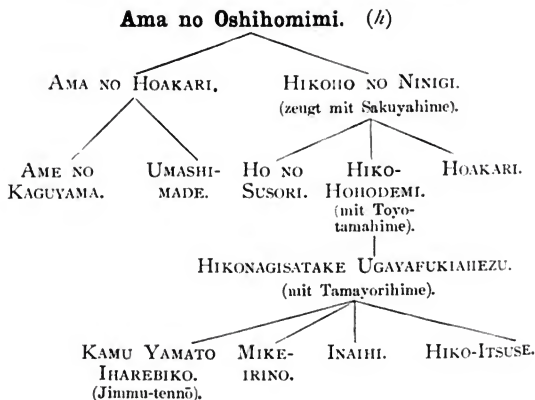 Ama no Oshihomimi. (h)
Ama no Hoakari. Hikoho no Ninigi.
(zeugt mit Sakuyahime).
Ame no Umashi- Ho no Hiko- Hoakari.
Kaguyama. made. Susori. Hohodemi.
(mit Toyo-
tamahime).
Hikonagisatake Ugayafukiahezu.
(mit Tamayorihime).
Kamu Yamato Mike- Inaihi. Hiko-Itsuse.
Iharebiko. irino.
(Jimmu-tennō).